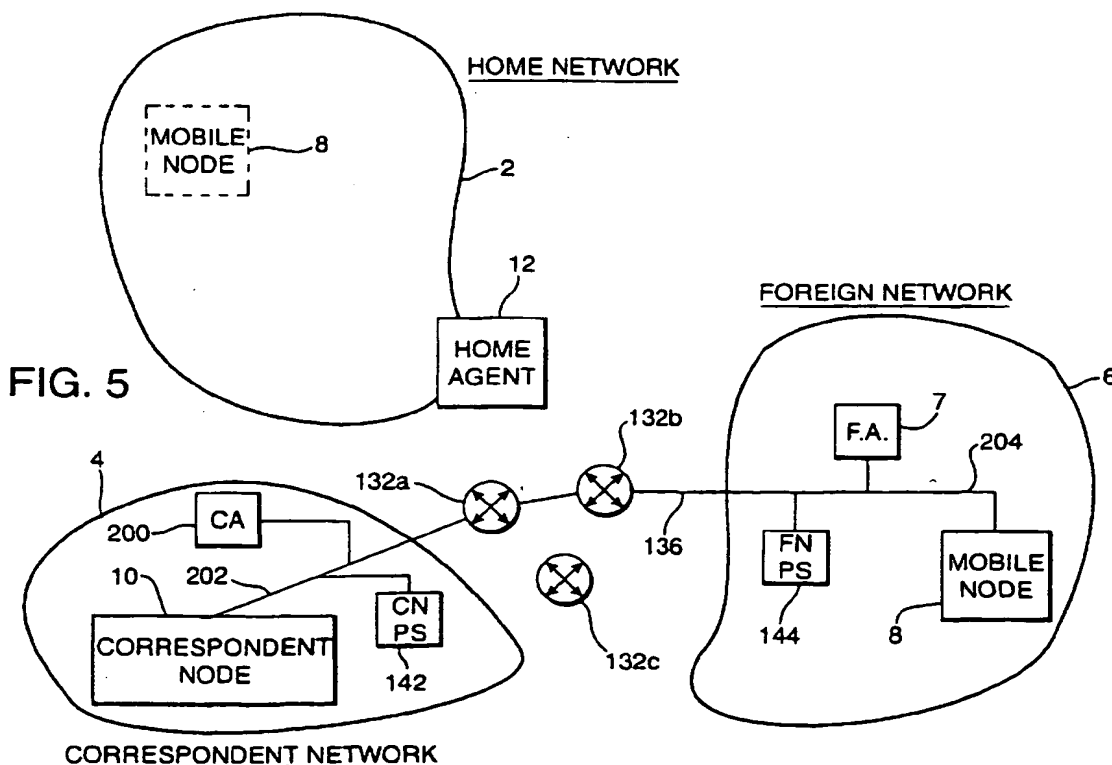 HOME NETWORK
MOBILE
NODE
8
2
12
HOME
AGENT
FIG. 5
FOREIGN NETWORK
6
7
F.A.
204
132b
132a
136
FN
PS
144
MOBILE
NODE
8
132c
4
CA
200
202
10
CN
PS
142
CORRESPONDENT
NODE
CORRESPONDENT NETWORK